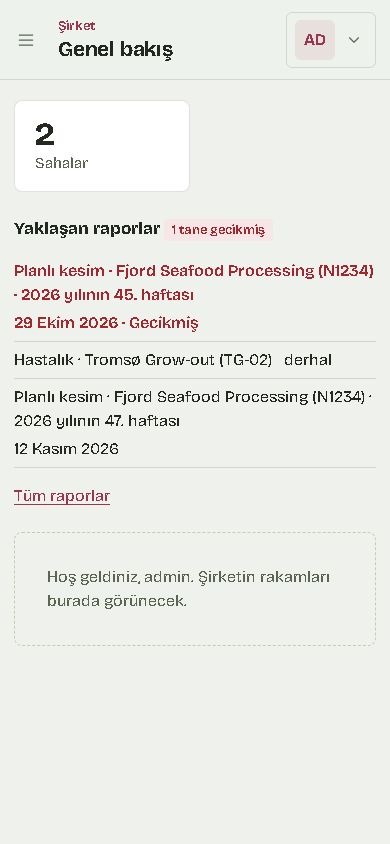 Şirket
Genel bakış
AD
2
Sahalar
Yaklaşan raporlar 1 tane gecikmiş
Planlı kesim · Fjord Seafood Processing (N1234)
· 2026 yılının 45. haftası
29 Ekim 2026 · Gecikmiş
Hastalık · Tromsø Grow-out (TG-02) derhal
Planlı kesim · Fjord Seafood Processing (N1234) ·
2026 yılının 47. haftası
12 Kasım 2026
Tüm raporlar
Hoş geldiniz, admin. Şirketin rakamları
burada görünecek.